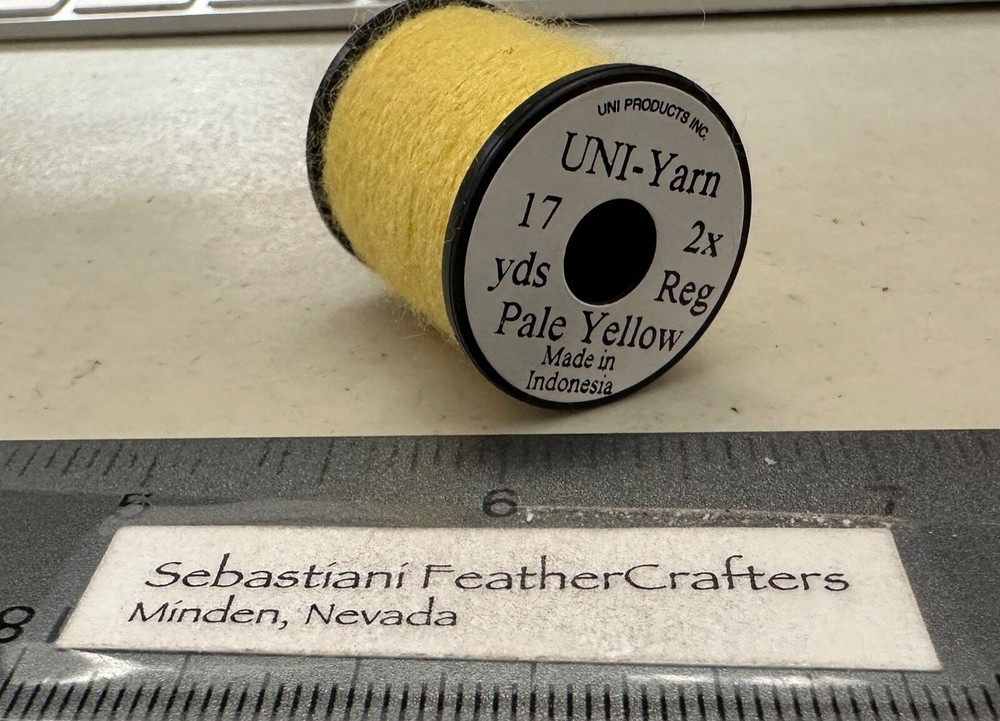 UNI PRODUCTS INC.
UNI-Yarn
17 yds
2x Reg
Pale Yellow
Made in
Indonesia
5 6 7
Sebastiani FeatherCrafters
Minden, Nevada
8